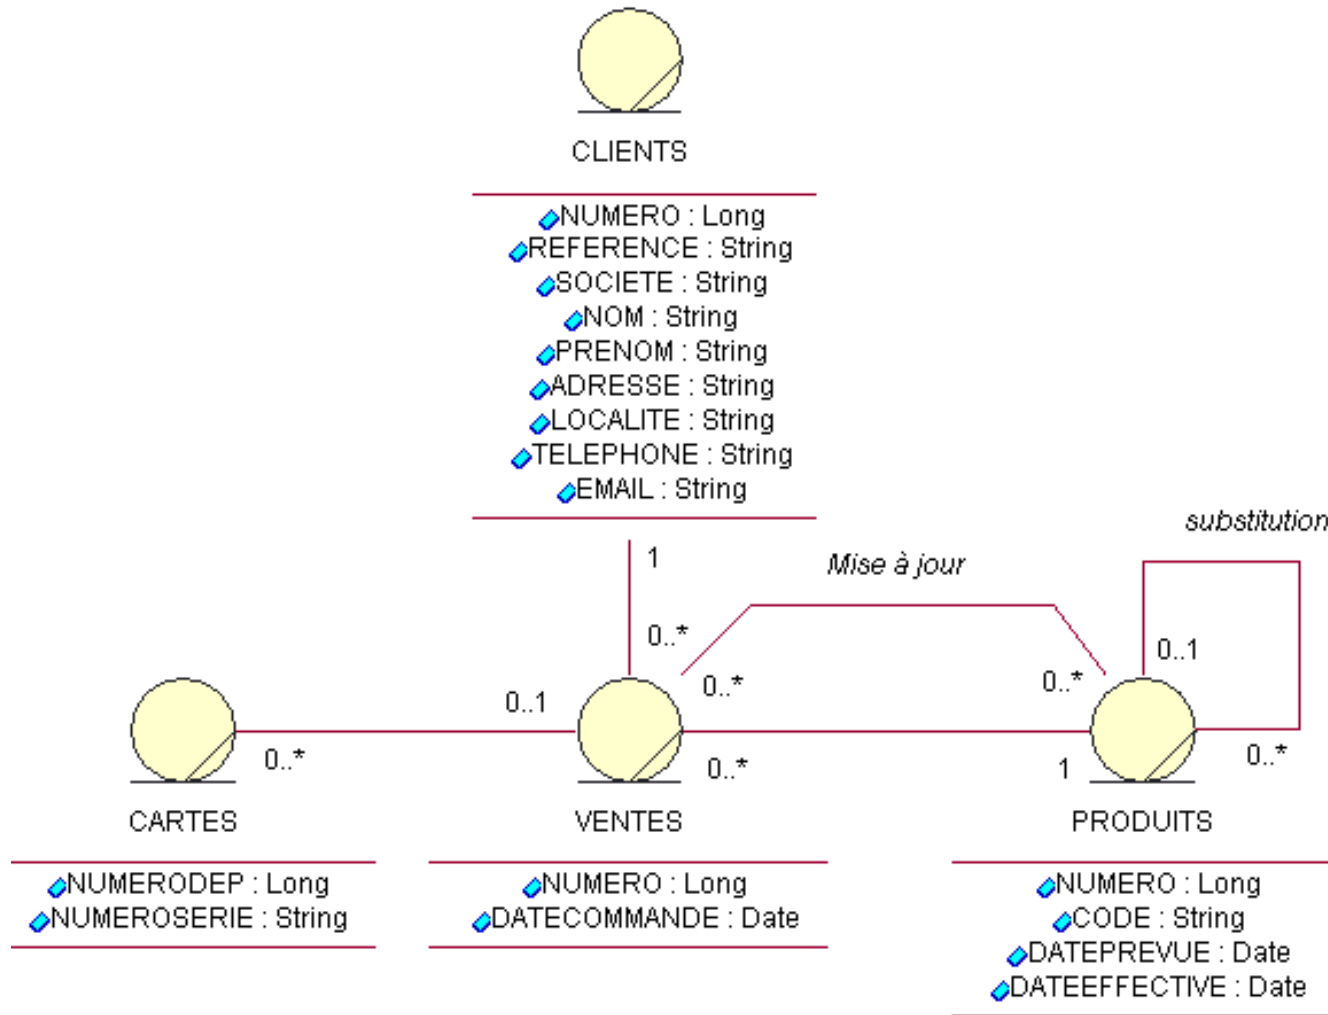 CLIENTS
NUMERO : Long
REFERENCE : String
SOCIETE : String
NOM : String
PRENOM : String
ADRESSE : String
LOCALITE : String
TELEPHONE : String
EMAIL : String
substitution
1
Mise à jour
0..*
0..1
0..1
0..*
0..*
0..*
0..*
1
0..*
CARTES
NUMERODEP : Long
NUMEROSERIE : String
VENTES
NUMERO : Long
DATECOMMANDE : Date
PRODUITS
NUMERO : Long
CODE : String
DATEPREVUE : Date
DATEEFFECTIVE : Date